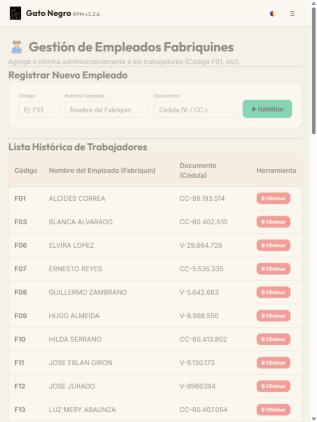 Gato Negro RPM v3.2.6
Gestión de Empleados Fabriquines
Agrega o elimina administrativamente a los trabajadores (Código F01, etc).
Registrar Nuevo Empleado
Código: Nombre Completo: Documento:
Ej: F01 Nombre del Fabriquin Cédula (V- / CC-) + Habilitar
Lista Histórica de Trabajadores
Código Nombre del Empleado (Fabriquin) Documento (Cédula) Herramienta
F01 ALCIDES CORREA CC-88.193.514 Eliminar
F03 BLANCA ALVARADO CC-60.402.510 Eliminar
F06 ELVIRA LOPEZ V-29.664.726 Eliminar
F07 ERNESTO REYES CC-5.535.335 Eliminar
F08 GUILLERMO ZAMBRANO V-5.642.663 Eliminar
F09 HUGO ALMEIDA V-8.998.550 Eliminar
F10 HILDA SERRANO CC-60.413.802 Eliminar
F11 JOSE EBLAN GIRON V-9.130.173 Eliminar
F12 JOSE JURADO V-8986394 Eliminar
F13 LUZ MERY ABAUNZA CC-60.407.054 Eliminar